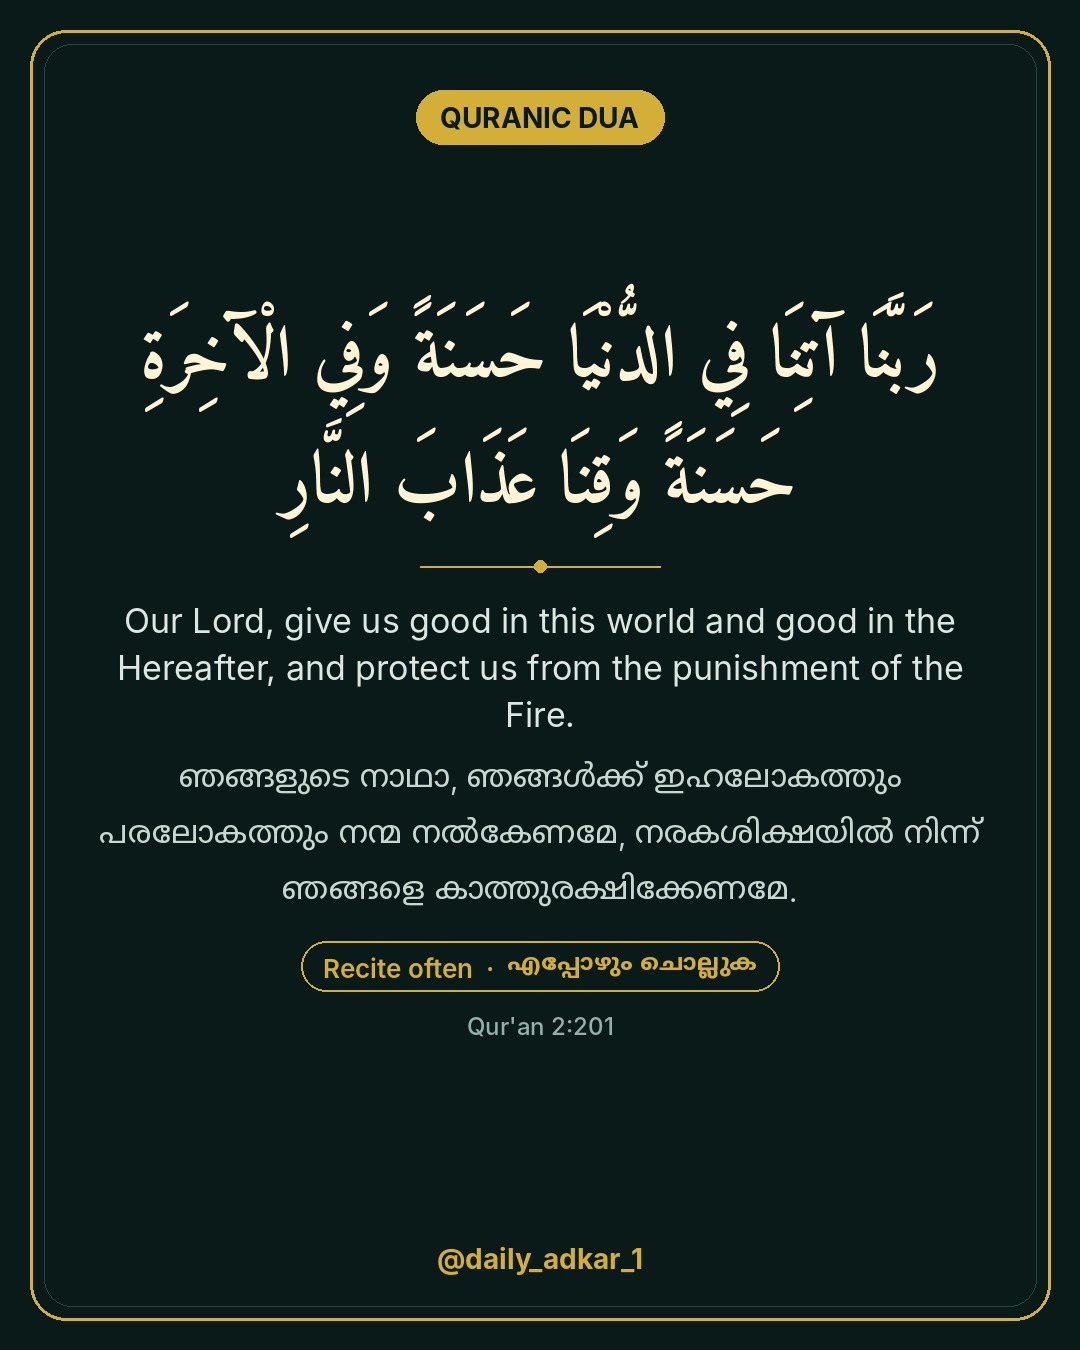 QURANIC DUA
رَبَّنَا آتِنَا فِي الدُّنْيَا حَسَنَةً وَفِي الْآخِرَةِ
حَسَنَةً وَقِنَا عَذَابَ النَّارِ
Our Lord, give us good in this world and good in the
Hereafter, and protect us from the punishment of the
Fire.
ഞങ്ങളുടെ നാഥാ, ഞങ്ങൾക്ക് ഇഹലോകത്തും
പരലോകത്തും നന്മ നൽകേണമേ, നരകശിക്ഷയിൽ നിന്ന്
ഞങ്ങളെ കാത്തുരക്ഷിക്കേണമേ.
Recite often · എപ്പോഴും ചൊല്ലുക
Qur'an 2:201
@daily_adkar_1